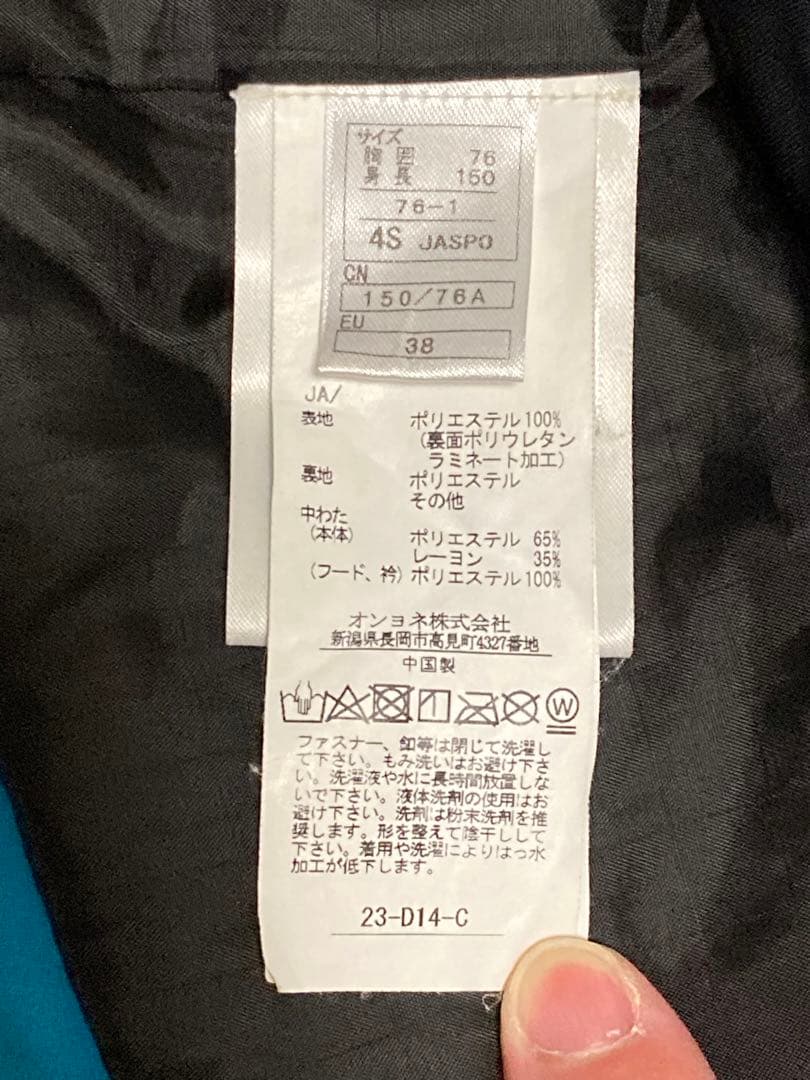 サイズ
胸囲 76
身長 150
76-1
4S JASPO
CN
150/76A
EU
38
JA/
表地 ポリエステル100%
(裏面ポリウレタン
ラミネート加工)
裏地 ポリエステル
その他
中わた
(本体) ポリエステル 65%
レーヨン 35%
(フード、衿) ポリエステル100%
オンヨネ株式会社
新潟県長岡市高見町4327番地
中国製
W
ファスナー、釦等は閉じて洗濯し
て下さい。もみ洗いはお避け下さ
い。洗濯液や水に長時間放置しな
いで下さい。液体洗剤の使用はお
避け下さい。洗剤は粉末洗剤を推
奨します。形を整えて陰干しして
下さい。着用や洗濯によりはっ水
加工が低下します。
23-D14-C